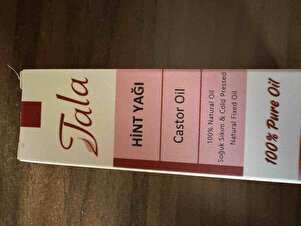 Tala
HİNT YAĞI
Castor Oil
100% Natural Oil
Soğuk Sıkım & Cold Pressed
Natural Fixed Oil
100% Pure Oil